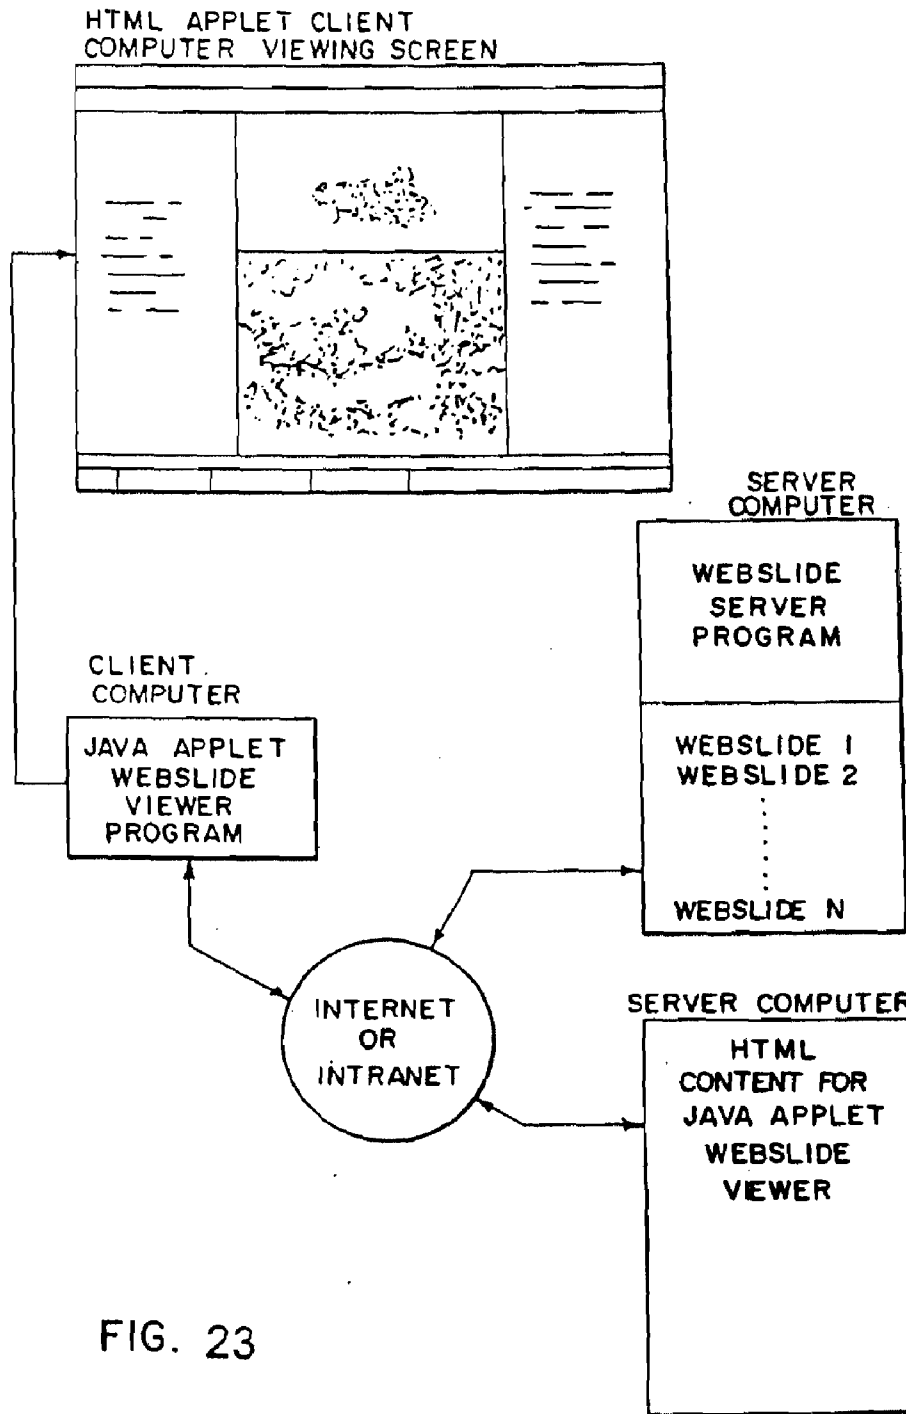 HTML APPLET CLIENT
COMPUTER VIEWING SCREEN
SERVER
COMPUTER
WEBSLIDE
SERVER
PROGRAM
CLIENT
COMPUTER
JAVA APPLET
WEBSLIDE
VIEWER
PROGRAM
WEBSLIDE 1
WEBSLIDE 2
WEBSLIDE N
INTERNET
OR
INTRANET
SERVER COMPUTER
HTML
CONTENT FOR
JAVA APPLET
WEBSLIDE
VIEWER
FIG. 23